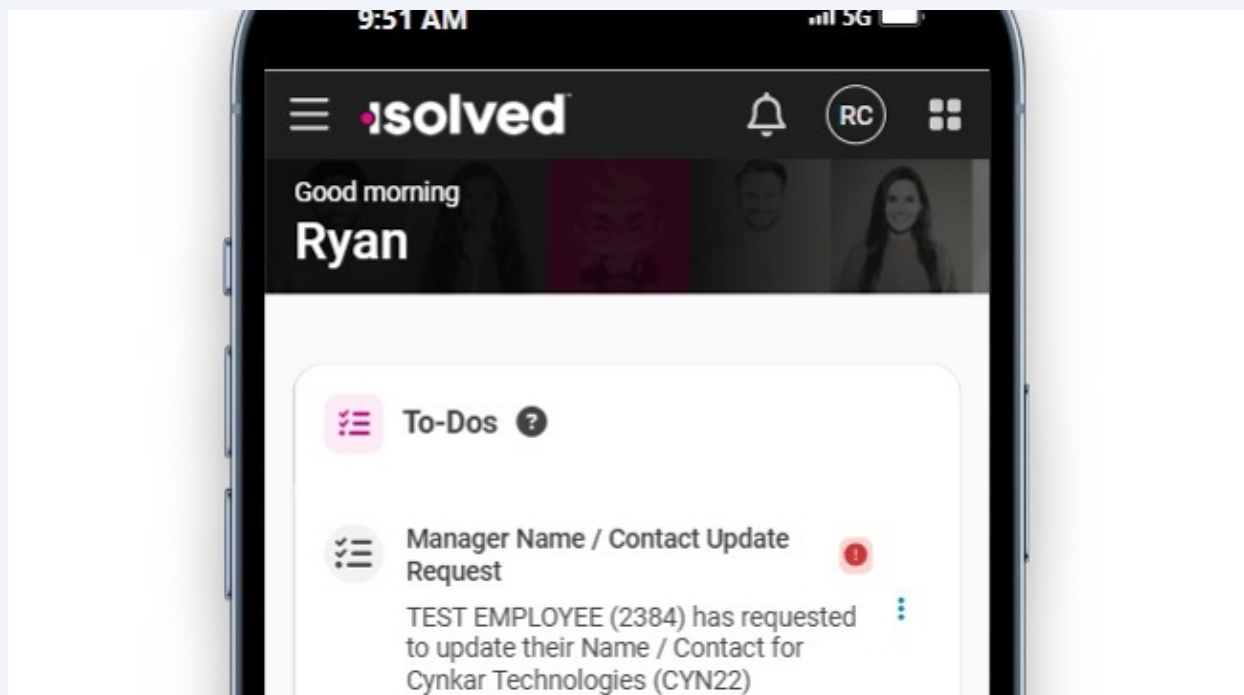 9:51 AM
5G
isolved™
RC
Good morning
Ryan
To-Dos ?
Manager Name / Contact Update
Request
!
TEST EMPLOYEE (2384) has requested
to update their Name / Contact for
Cynkar Technologies (CYN22)